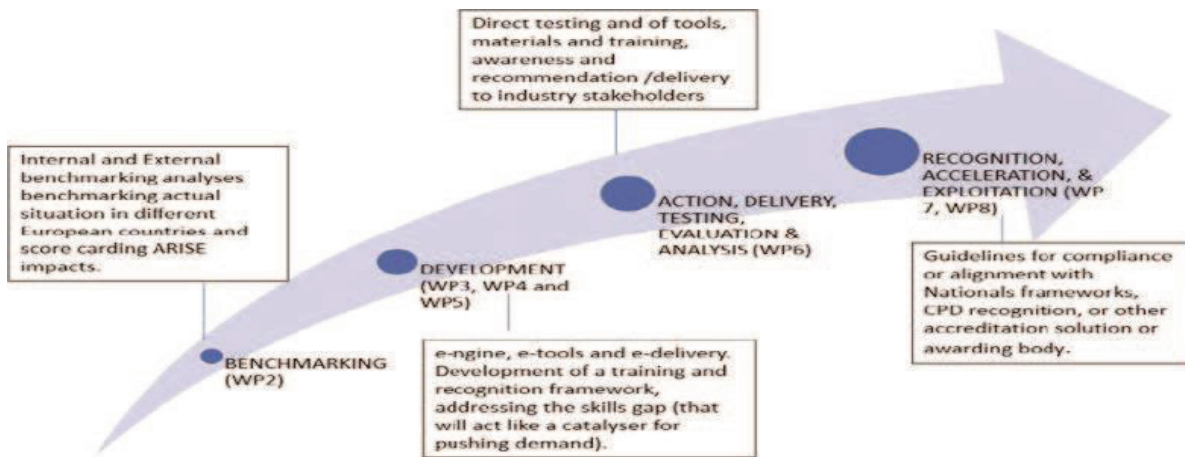 Direct testing and of tools,
materials and training,
awareness and
recommendation /delivery
to industry stakeholders
Internal and External
benchmarking analyses
benchmarking actual
situation in different
European countries and
score carding ARISE
impacts.
RECOGNITION,
ACCELERATION, &
EXPLOITATION (WP
7, WP8)
ACTION, DELIVERY,
TESTING,
EVALUATION &
ANALYSIS (WP6)
DEVELOPMENT
(WP3, WP4 and
WP5)
BENCHMARKING
(WP2)
Guidelines for compliance
or alignment with
Nationals frameworks,
CPD recognition, or other
accreditation solution or
awarding body.
e-ngine, e-tools and e-delivery.
Development of a training and
recognition framework,
addressing the skills gap (that
will act like a catalyser for
pushing demand).